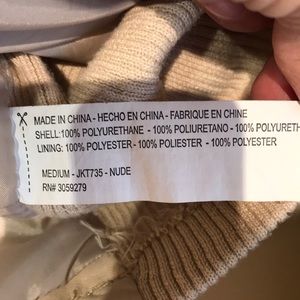 MADE IN CHINA - HECHO EN CHINA - FABRIQUE EN CHINE
SHELL:100% POLYURETHANE - 100% POLIURETANO - 100% POLYURETH
LINING: 100% POLYESTER - 100% POLIESTER - 100% POLYESTER
MEDIUM - JKT735 - NUDE
RN# 3059279